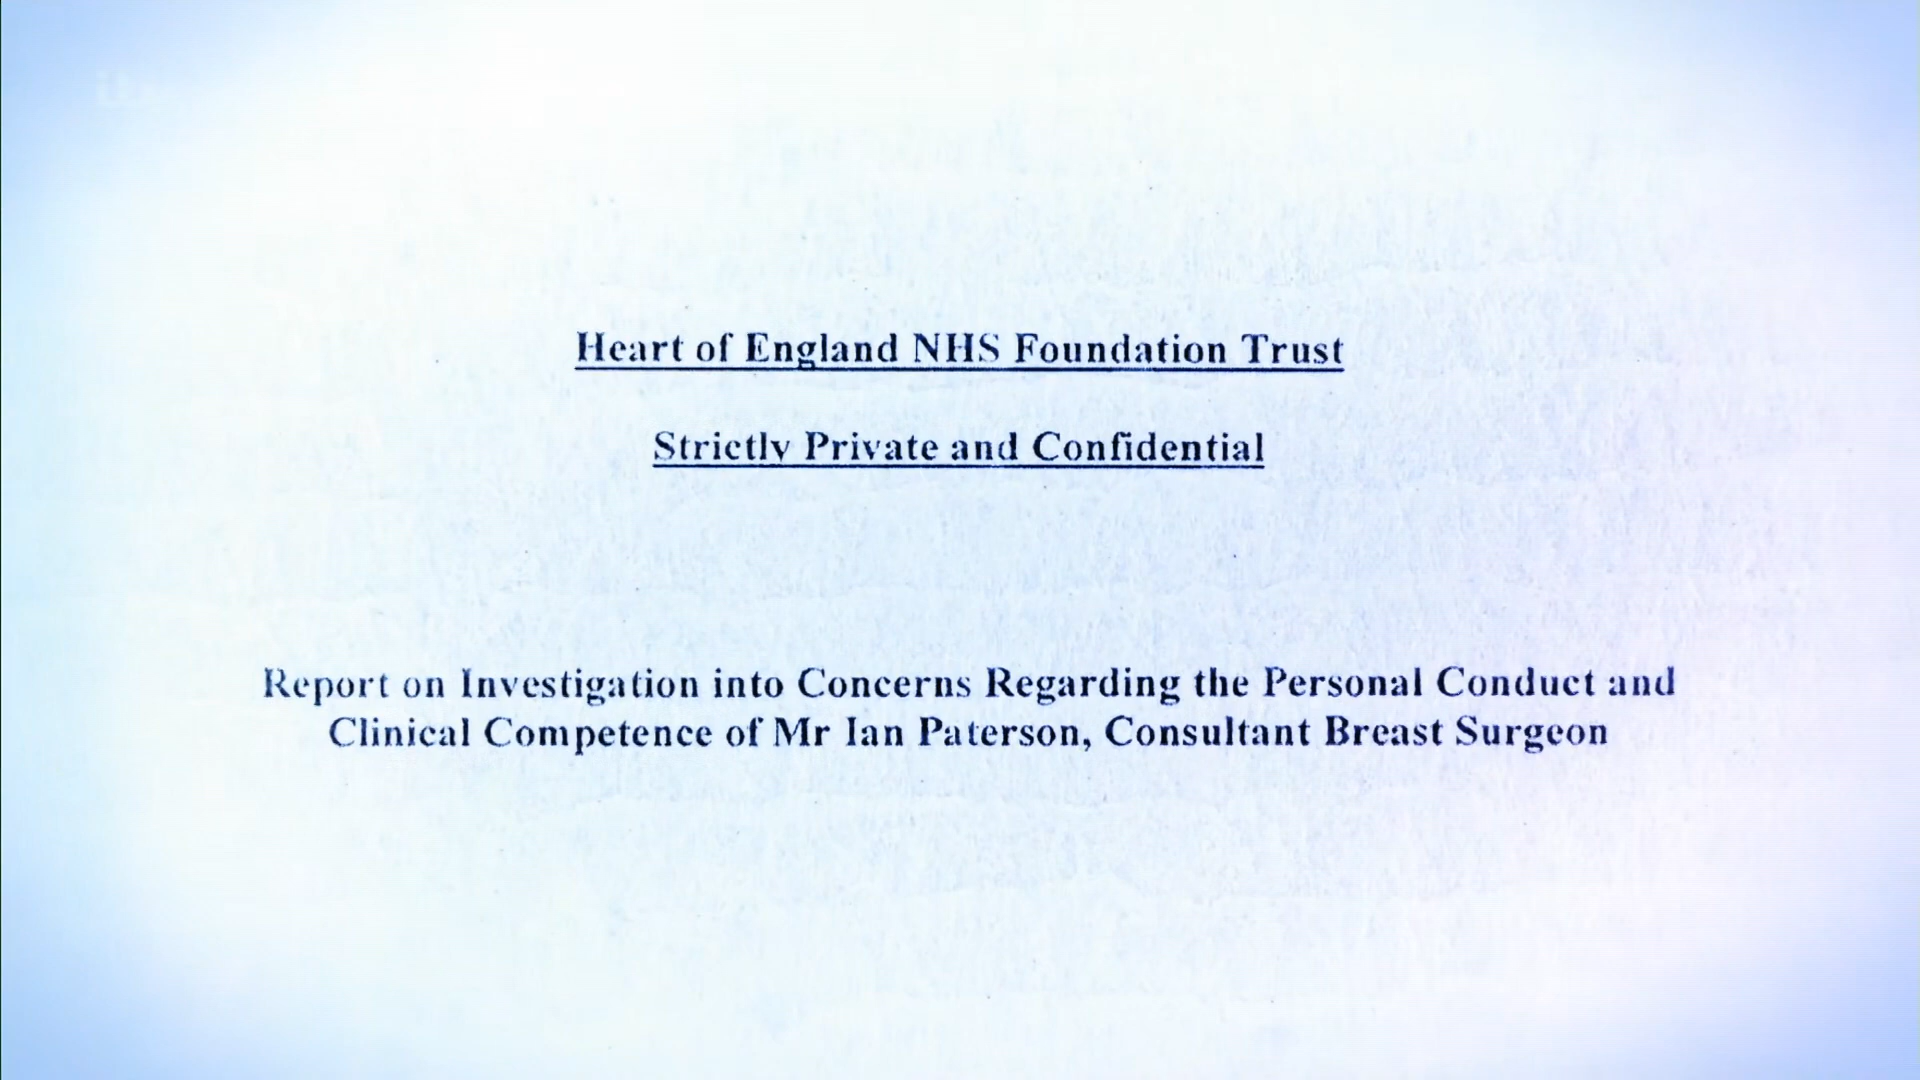 itv
Heart of England NHS Foundation Trust
Strictly Private and Confidential
Report on Investigation into Concerns Regarding the Personal Conduct and
Clinical Competence of Mr Ian Paterson, Consultant Breast Surgeon